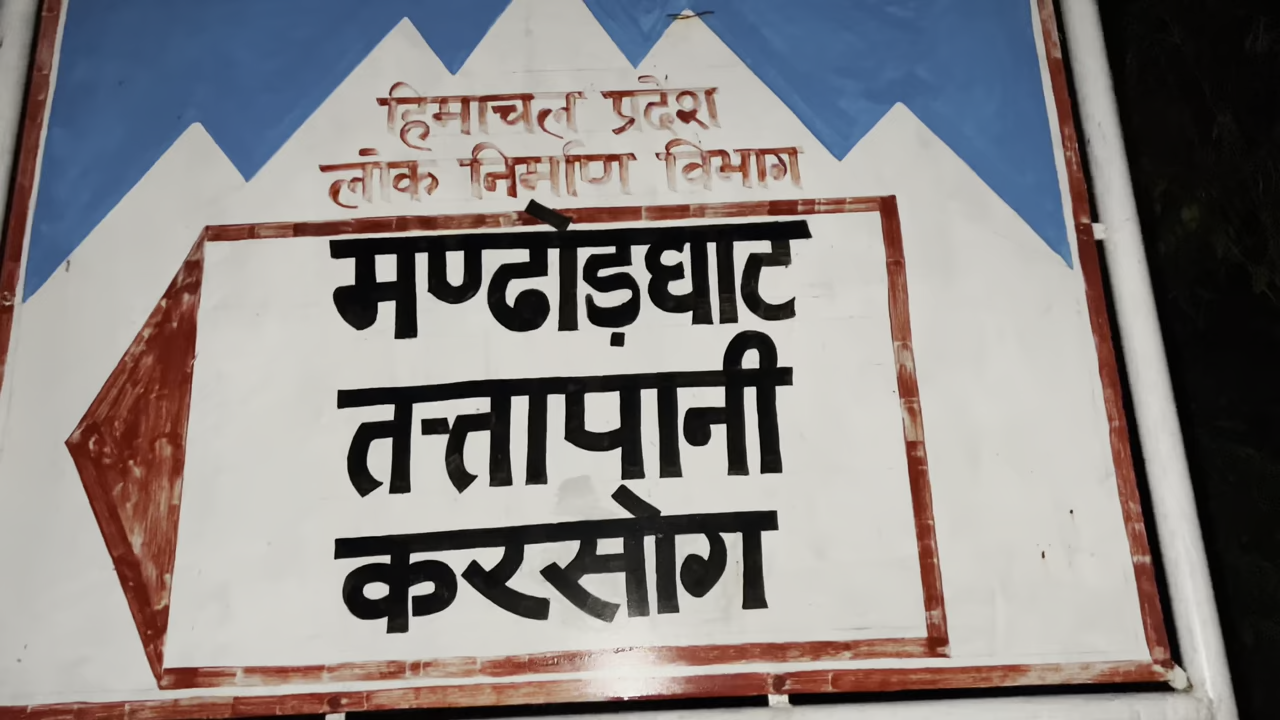 हिमाचल प्रदेश
लोक निर्माण विभाग
मण्ढोड़घाट
तत्तापानी
करसोग